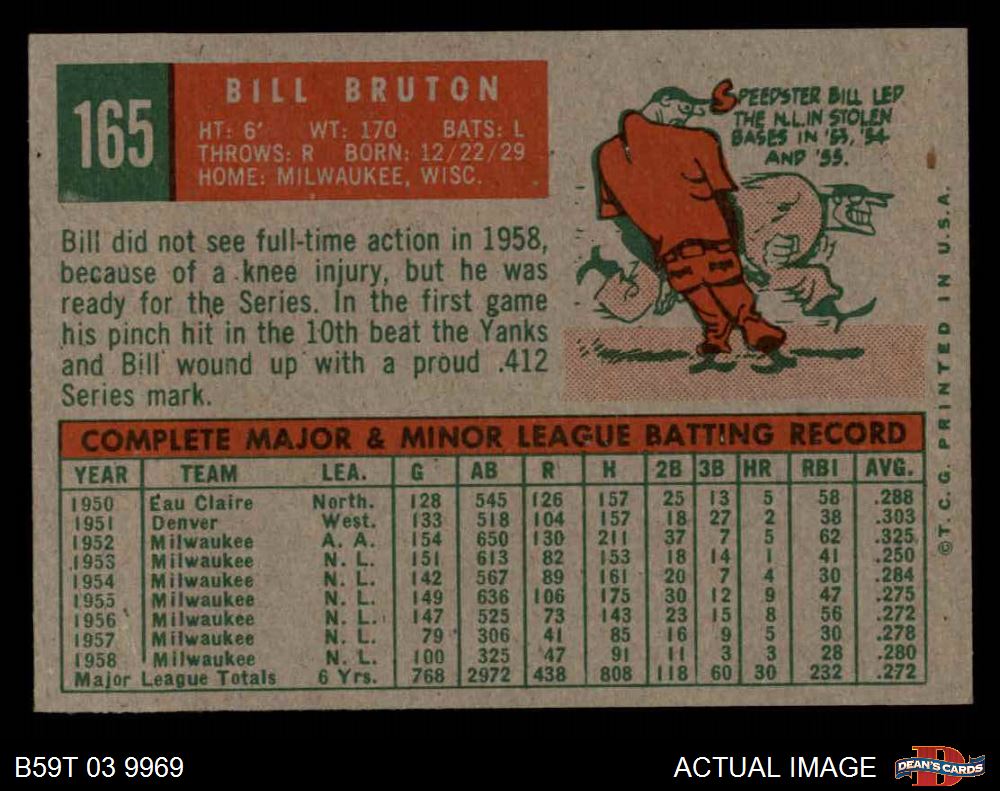 165
BILL BRUTON
HT: 6' WT: 170 BATS: L
THROWS: R BORN: 12/22/29
HOME: MILWAUKEE, WISC.
SPEEDSTER BILL LED
THE N.L. IN STOLEN
BASES IN '53, '54
AND '55.
Bill did not see full-time action in 1958,
because of a knee injury, but he was
ready for the Series. In the first game
his pinch hit in the 10th beat the Yanks
and Bill wound up with a proud .412
Series mark.
COMPLETE MAJOR & MINOR LEAGUE BATTING RECORD
YEAR TEAM LEA. G AB R H 2B 3B HR RBI AVG.
1950 Eau Claire North. 128 545 126 157 25 13 5 58 .288
1951 Denver West. 133 518 104 157 18 27 2 38 .303
1952 Milwaukee A. A. 154 650 130 211 37 7 5 62 .325
1953 Milwaukee N. L. 151 613 82 153 18 14 1 41 .250
1954 Milwaukee N. L. 142 567 89 161 20 7 4 30 .284
1955 Milwaukee N. L. 149 636 106 175 30 12 9 47 .275
1956 Milwaukee N. L. 147 525 73 143 23 15 8 56 .272
1957 Milwaukee N. L. 79 306 41 85 16 9 5 30 .278
1958 Milwaukee N. L. 100 325 47 91 11 3 3 28 .280
Major League Totals 6 Yrs. 768 2972 438 808 118 60 30 232 .272
© T. C. G. PRINTED IN U.S.A.
B59T 03 9969
ACTUAL IMAGE
DEAN'S CARDS